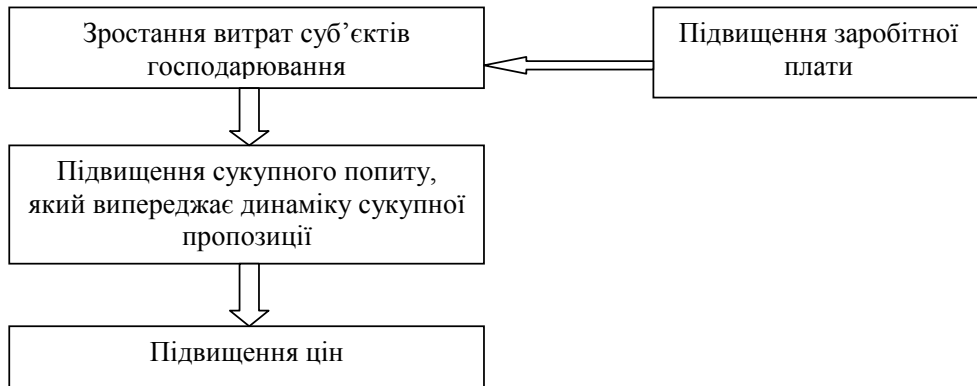 Зростання витрат суб’єктів
господарювання
Підвищення заробітної
плати
Підвищення сукупного попиту,
який випереджає динаміку сукупної
пропозиції
Підвищення цін